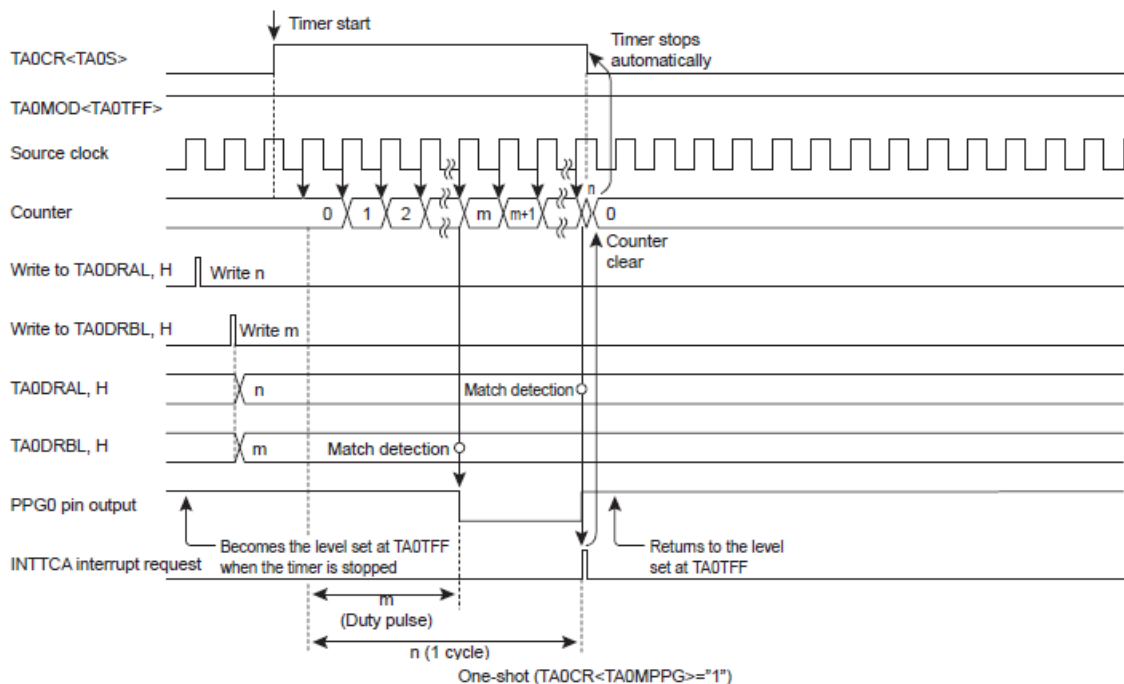 Timer start
TA0CR<TA0S>
Timer stops
automatically
TA0MOD<TA0TFF>
Source clock
n
Counter
0 1 2 m m+1 0
Counter
clear
Write to TA0DRAL, H
Write n
Write to TA0DRBL, H
Write m
TA0DRAL, H
n
Match detection
TA0DRBL, H
m
Match detection
PPG0 pin output
Becomes the level set at TA0TFF
when the timer is stopped
Returns to the level
set at TA0TFF
INTTCA interrupt request
m
(Duty pulse)
n (1 cycle)
One-shot (TA0CR<TA0MPPG>="1")